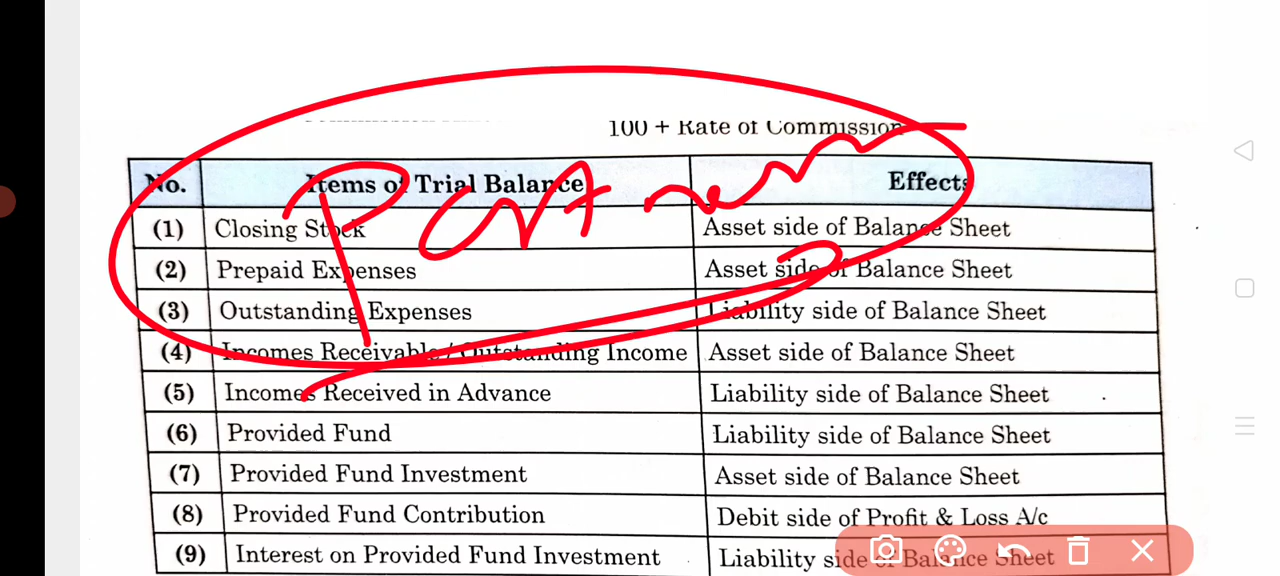 100 + Rate of Commission
No. Items of Trial Balance Effects
(1) Closing Stock Asset side of Balance Sheet
(2) Prepaid Expenses Asset side of Balance Sheet
(3) Outstanding Expenses Liability side of Balance Sheet
(4) Incomes Receivable / Outstanding Income Asset side of Balance Sheet
(5) Incomes Received in Advance Liability side of Balance Sheet
(6) Provided Fund Liability side of Balance Sheet
(7) Provided Fund Investment Asset side of Balance Sheet
(8) Provided Fund Contribution Debit side of Profit & Loss A/c
(9) Interest on Provided Fund Investment Liability side of Balance Sheet